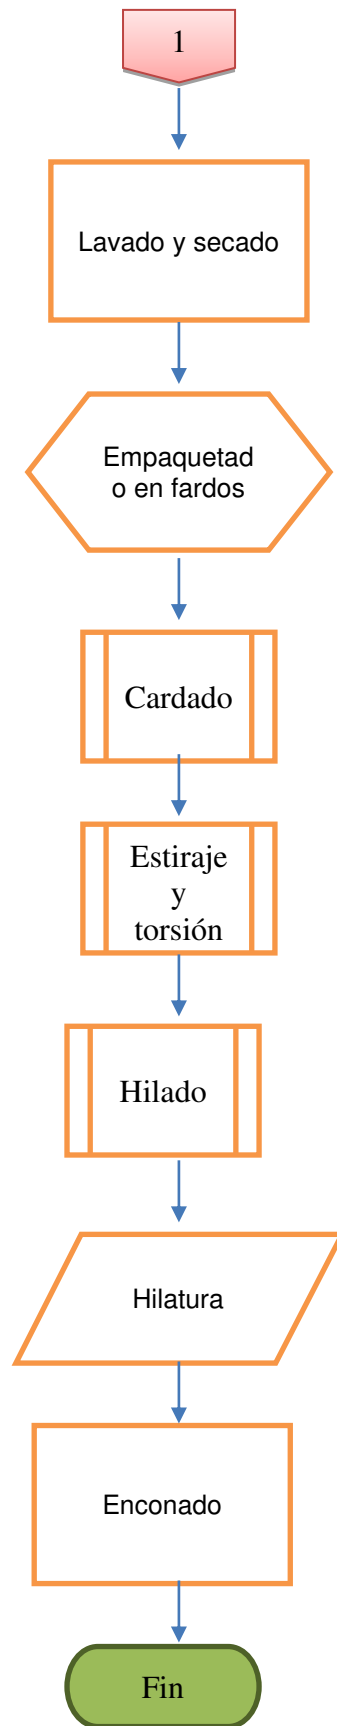 1
Lavado y secado
Empaquetad
o en fardos
Cardado
Estiraje
y
torsión
Hilado
Hilatura
Enconado
Fin